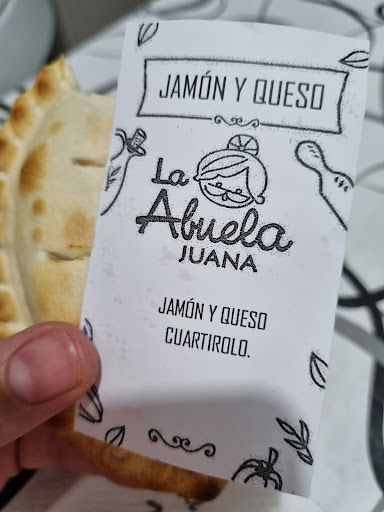 JAMÓN Y QUESO
La
Abuela
JUANA
JAMÓN Y QUESO
CUARTIROLO.